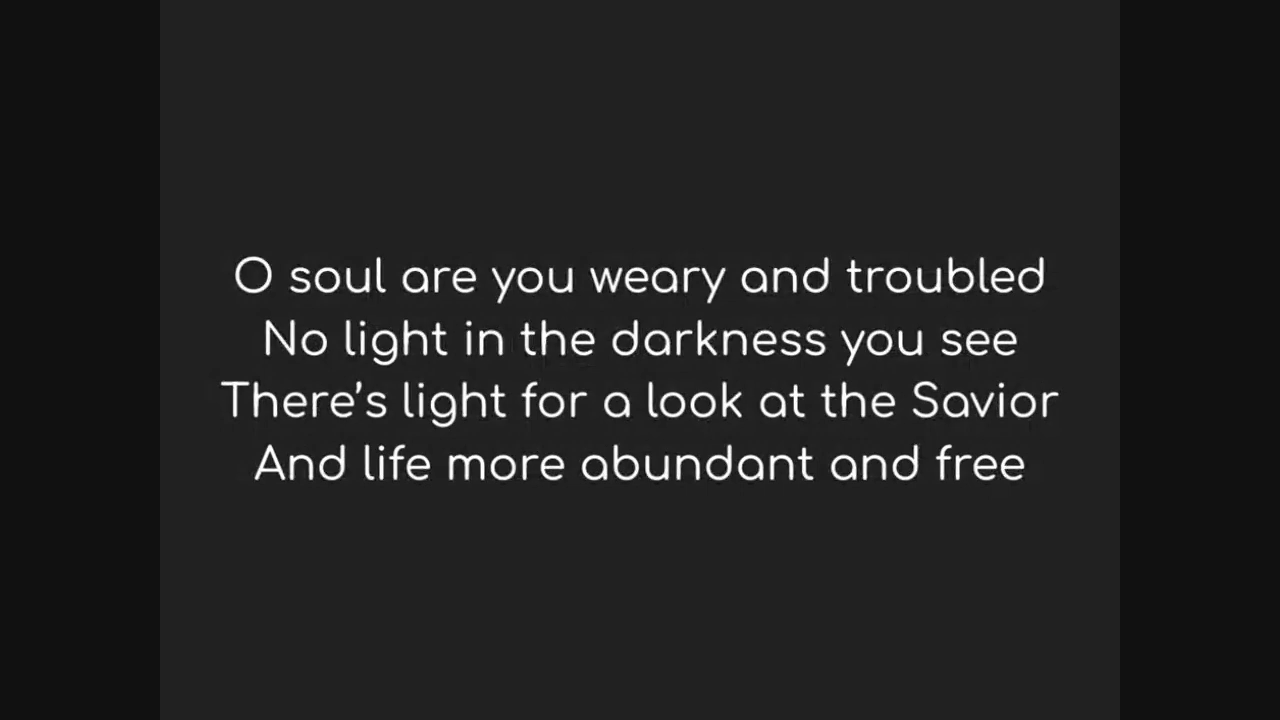 O soul are you weary and troubled
No light in the darkness you see
There’s light for a look at the Savior
And life more abundant and free